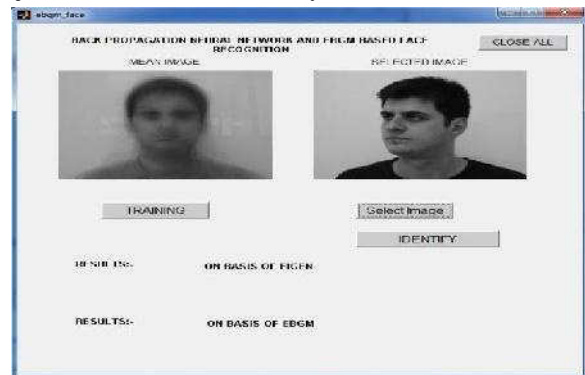 ebgm_face
BACK PROPAGATION NEURAL NETWORK AND EBGM BASED FACE
RECOGNITION
CLOSE ALL
MEAN IMAGE
SELECTED IMAGE
TRAINING
Select Image
IDENTIFY
RESULTS:-
ON BASIS OF EIGEN
RESULTS:-
ON BASIS OF EBGM